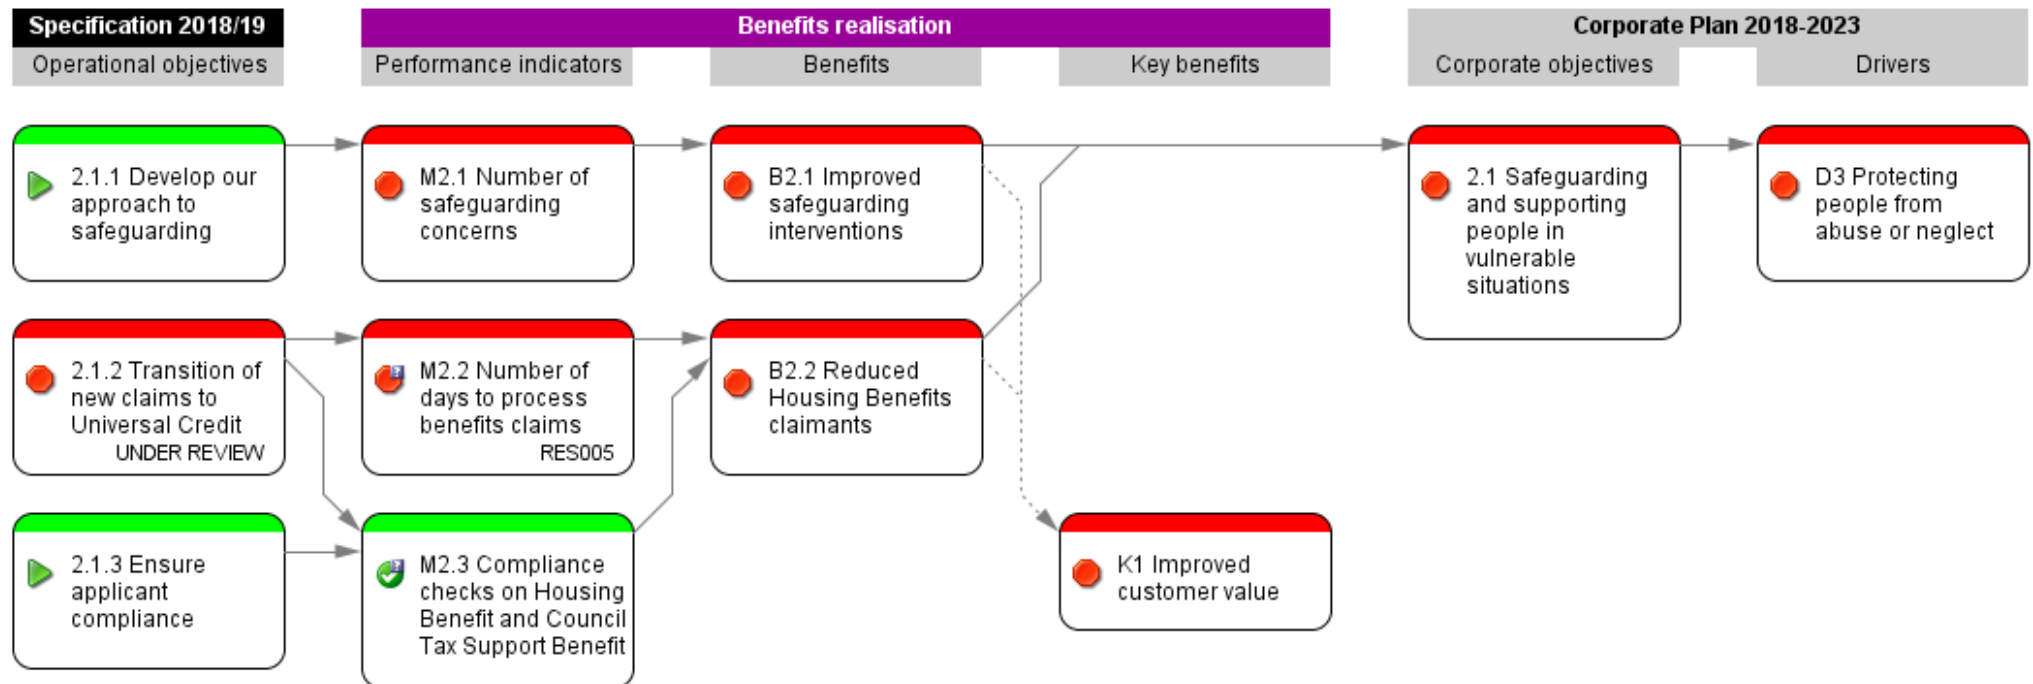 Specification 2018/19
Benefits realisation
Corporate Plan 2018-2023
Operational objectives
Performance indicators
Benefits
Key benefits
Corporate objectives
Drivers
2.1.1 Develop our
approach to
safeguarding
M2.1 Number of
safeguarding
concerns
B2.1 Improved
safeguarding
interventions
2.1 Safeguarding
and supporting
people in
vulnerable
situations
D3 Protecting
people from
abuse or neglect
2.1.2 Transition of
new claims to
Universal Credit
UNDER REVIEW
M2.2 Number of
days to process
benefits claims
RES005
B2.2 Reduced
Housing Benefits
claimants
2.1.3 Ensure
applicant
compliance
M2.3 Compliance
checks on Housing
Benefit and Council
Tax Support Benefit
K1 Improved
customer value